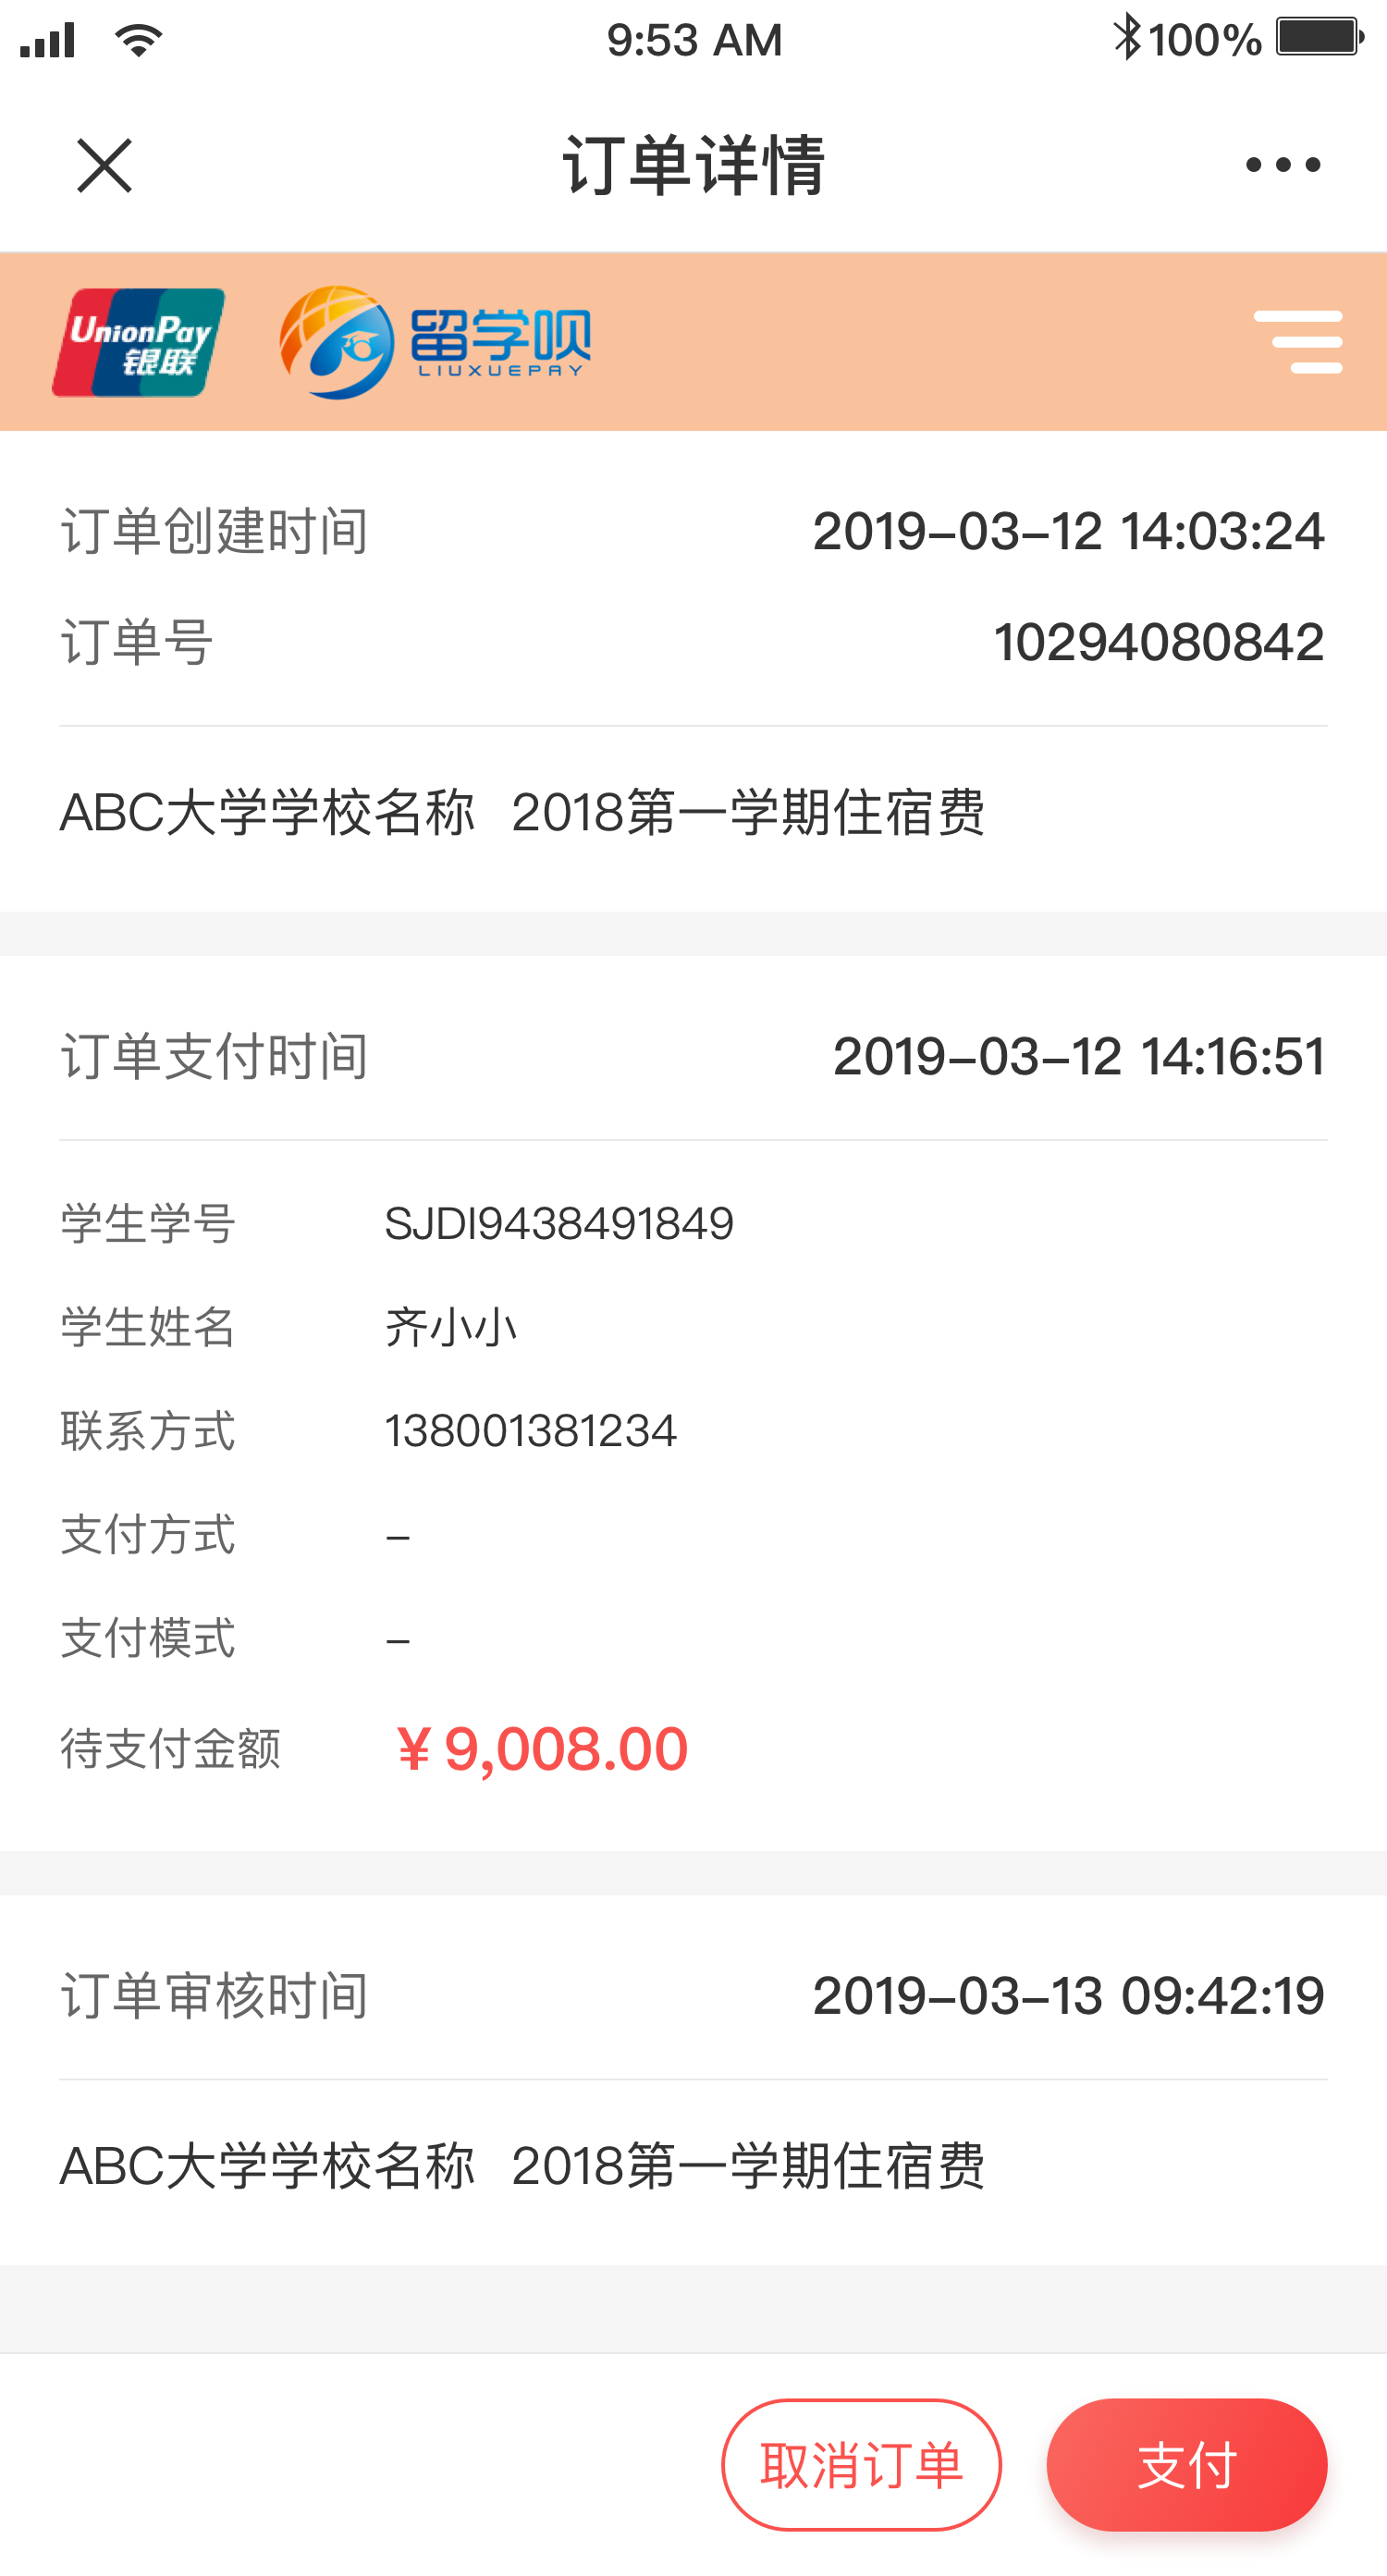 9:53 AM
100%
订单详情
UnionPay
银联
留学呗
LIUXUEPAY
订单创建时间 2019-03-12 14:03:24
订单号 10294080842
ABC大学学校名称 2018第一学期住宿费
订单支付时间 2019-03-12 14:16:51
学生学号 SJDI9438491849
学生姓名 齐小小
联系方式 138001381234
支付方式 -
支付模式 -
待支付金额 ¥9,008.00
订单审核时间 2019-03-13 09:42:19
ABC大学学校名称 2018第一学期住宿费
取消订单 支付